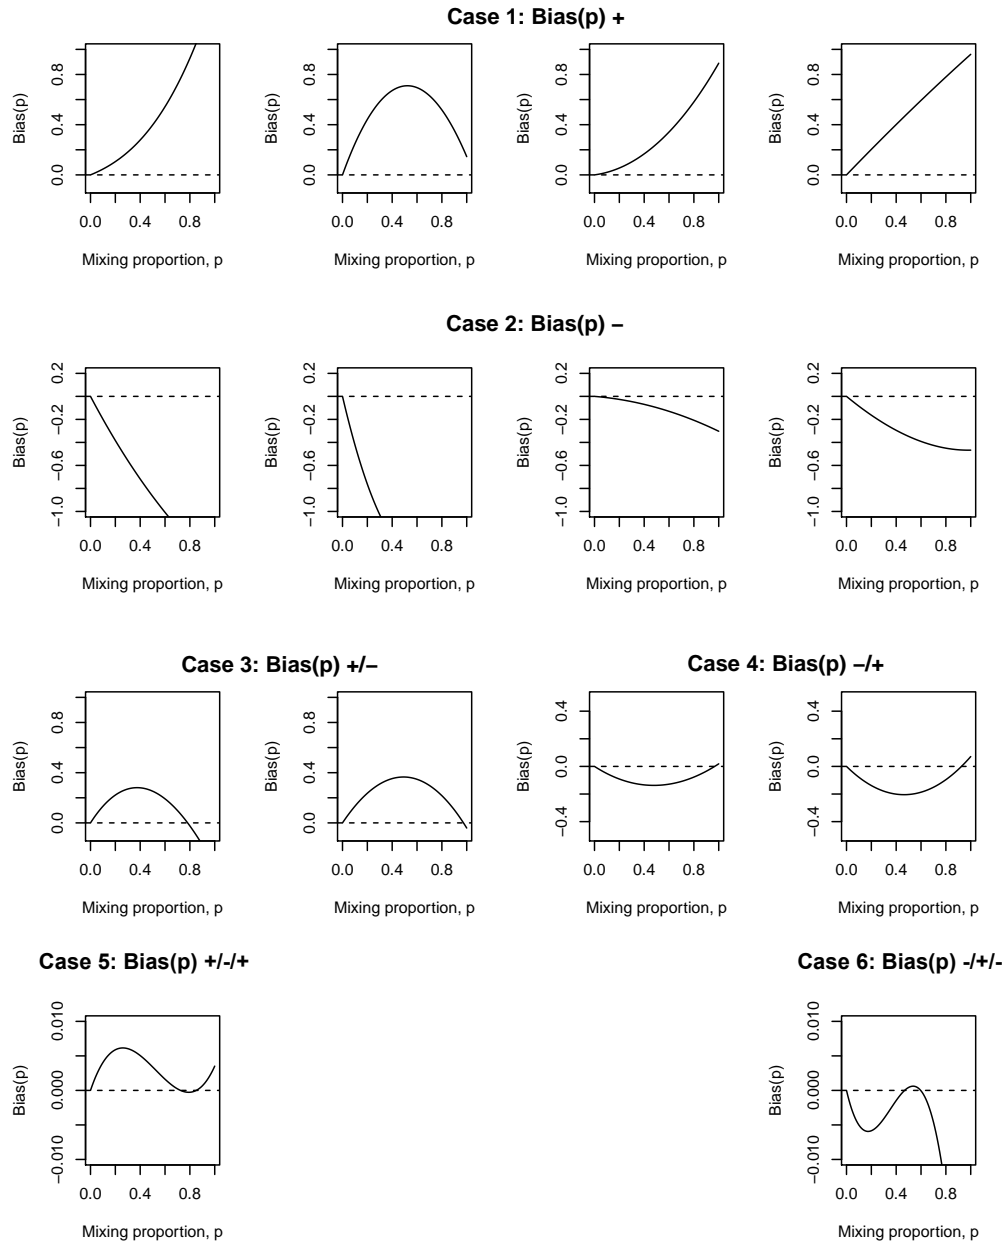 Case 1: Bias(p) +
Bias(p) Bias(p) Bias(p) Bias(p)
0.8 0.8 0.8 0.8
0.4 0.4 0.4 0.4
0.0 0.0 0.0 0.0
0.0 0.4 0.8 0.0 0.4 0.8 0.0 0.4 0.8 0.0 0.4 0.8
Mixing proportion, p Mixing proportion, p Mixing proportion, p Mixing proportion, p
Case 2: Bias(p) −
Bias(p) Bias(p) Bias(p) Bias(p)
0.2 0.2 0.2 0.2
−0.2 −0.2 −0.2 −0.2
−0.6 −0.6 −0.6 −0.6
−1.0 −1.0 −1.0 −1.0
0.0 0.4 0.8 0.0 0.4 0.8 0.0 0.4 0.8 0.0 0.4 0.8
Mixing proportion, p Mixing proportion, p Mixing proportion, p Mixing proportion, p
Case 3: Bias(p) +/− Case 4: Bias(p) −/+
Bias(p) Bias(p) Bias(p) Bias(p)
0.8 0.8 0.4 0.4
0.4 0.4 0.0 0.0
0.0 0.0 −0.4 −0.4
0.0 0.4 0.8 0.0 0.4 0.8 0.0 0.4 0.8 0.0 0.4 0.8
Mixing proportion, p Mixing proportion, p Mixing proportion, p Mixing proportion, p
Case 5: Bias(p) +/-/+ Case 6: Bias(p) -/+/-
Bias(p) Bias(p)
0.010 0.010
0.000 0.000
−0.010 −0.010
0.0 0.4 0.8 0.0 0.4 0.8
Mixing proportion, p Mixing proportion, p